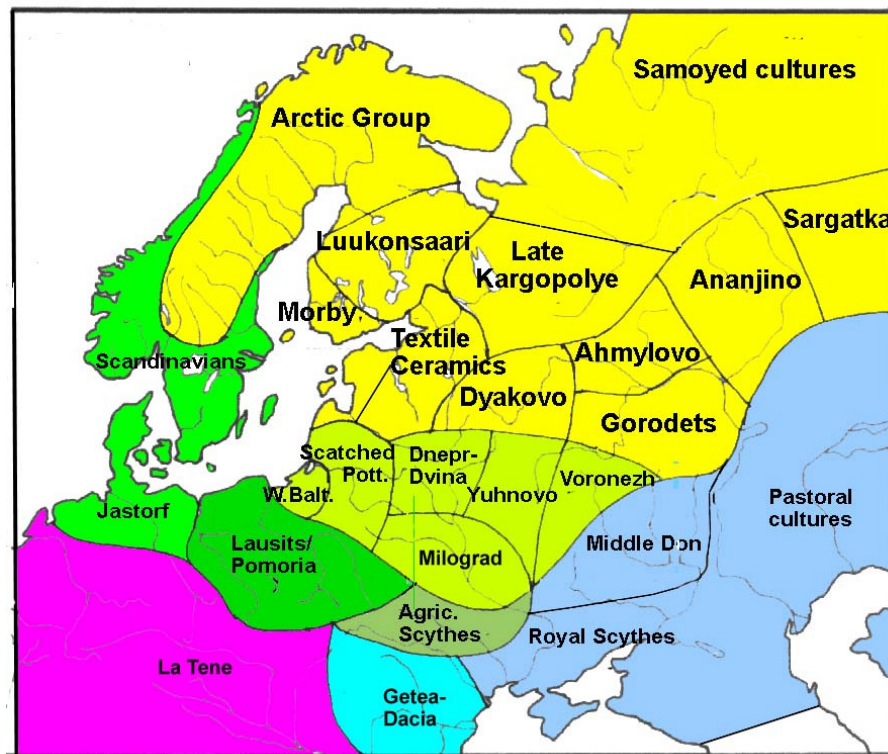 Samoyed cultures
Arctic Group
Sargatka
Luukonsaari
Late
Kargopolye
Ananjino
Morby
Textile
Ceramics
Ahmylovo
Scandinavians
Dyakovo
Gorodets
Scatched
Pott.
Dnepr-
Dvina
Voronezh
W.Balt.
Yuhnovo
Pastoral
cultures
Jastorf
Lausits/
Pomoria
Milograd
Middle Don
Agric.
Scythes
Royal Scythes
La Tene
Getea-
Dacia